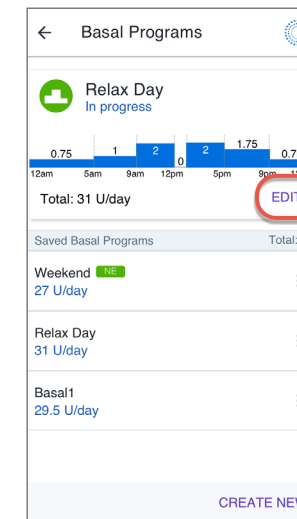 Basal Programs
Relax Day
In progress
0.75 1 2 0 2 1.75
12am 5am 9am 12pm 5pm 9pm
Total: 31 U/day
EDIT
Saved Basal Programs Total:
Weekend NE
27 U/day
Relax Day
31 U/day
Basal1
29.5 U/day
CREATE NEW